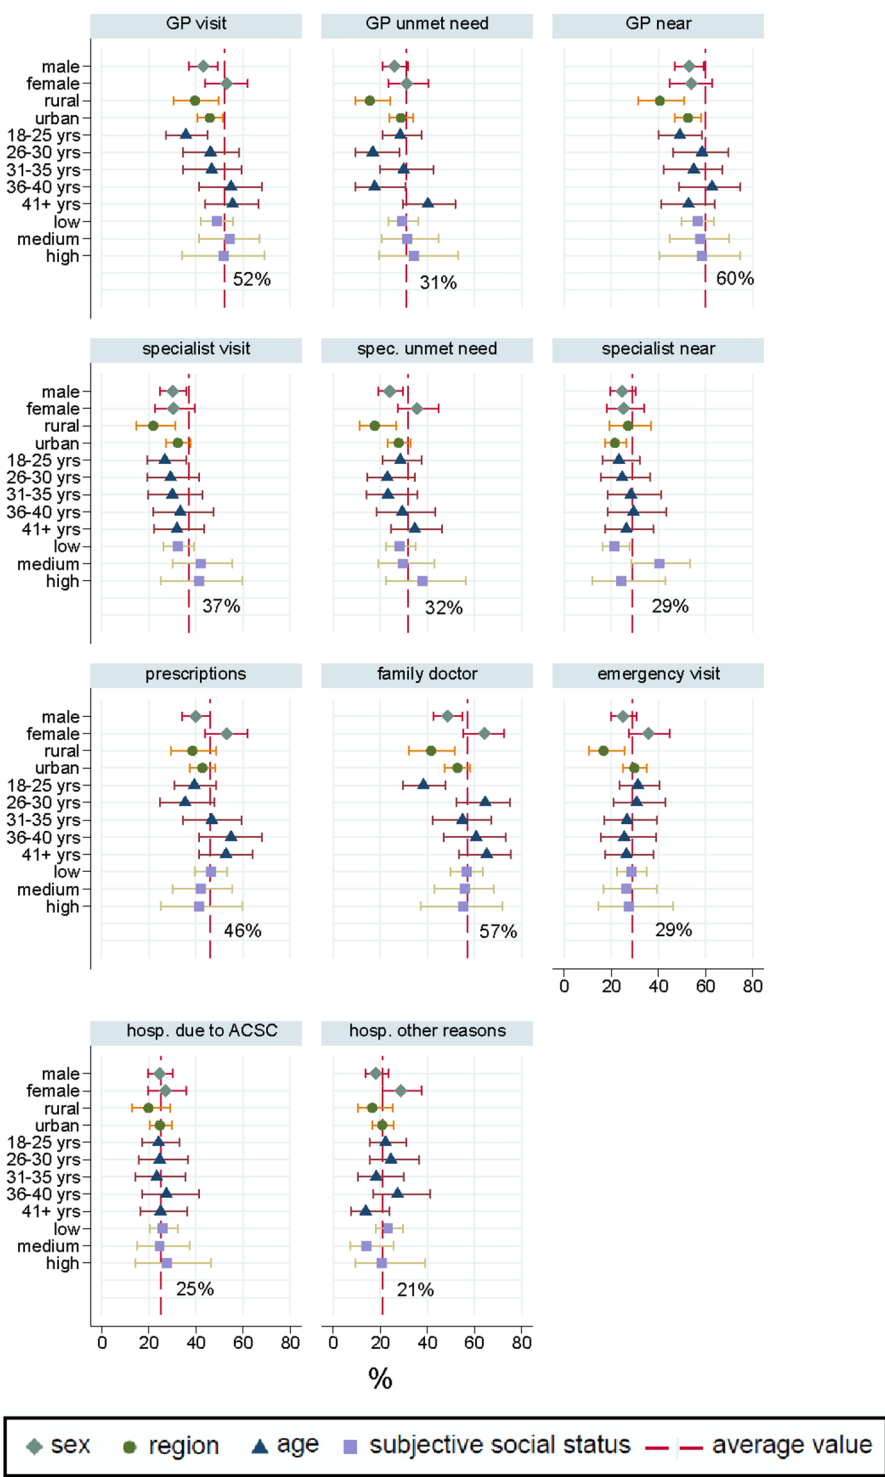 GP visit GP unmet need GP near
male
female
rural
urban
18-25 yrs
26-30 yrs
31-35 yrs
36-40 yrs
41+ yrs
low
medium
high
52% 31% 60%
specialist visit spec. unmet need specialist near
male
female
rural
urban
18-25 yrs
26-30 yrs
31-35 yrs
36-40 yrs
41+ yrs
low
medium
high
37% 32% 29%
prescriptions family doctor emergency visit
male
female
rural
urban
18-25 yrs
26-30 yrs
31-35 yrs
36-40 yrs
41+ yrs
low
medium
high
46% 57% 29%
0 20 40 60 80
hosp. due to ACSC hosp. other reasons
male
female
rural
urban
18-25 yrs
26-30 yrs
31-35 yrs
36-40 yrs
41+ yrs
low
medium
high
25% 21%
0 20 40 60 80 0 20 40 60 80
%
sex region age subjective social status average value